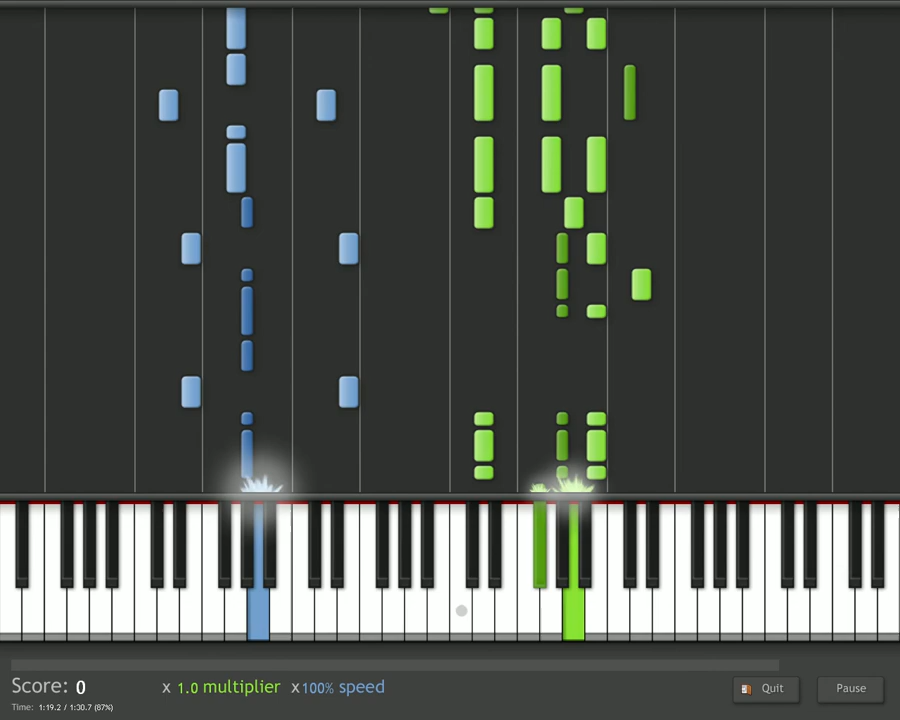 Score: 0 x 1.0 multiplier x100% speed Quit Pause
Time: 1:19.2 / 1:30.7 (87%)